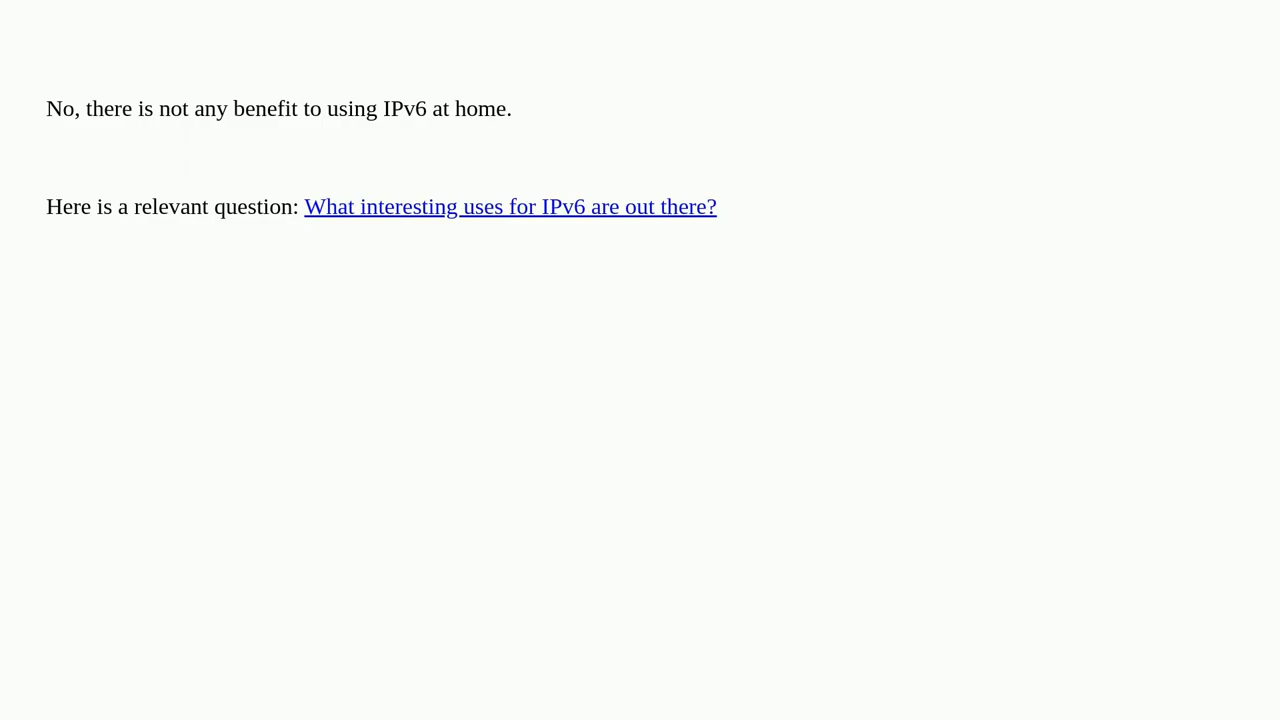 No, there is not any benefit to using IPv6 at home.
Here is a relevant question: What interesting uses for IPv6 are out there?